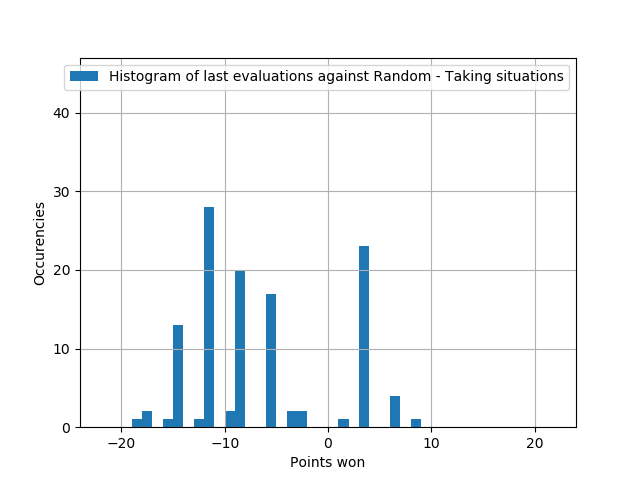 Histogram of last evaluations against Random - Taking situations
40
30
20
10
0
Occurencies
−20 −10 0 10 20
Points won